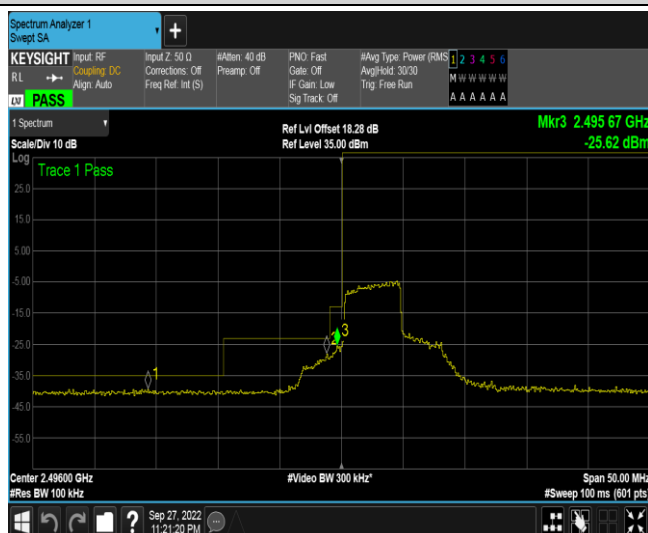 Spectrum Analyzer 1
Swept SA
+
KEYSIGHT Input: RF Input Z: 50 Ω #Atten: 40 dB PNO: Fast #Avg Type: Power (RMS 1 2 3 4 5 6
RL Coupling: DC Corrections: Off Preamp: Off Gate: Off Avg|Hold: 30/30 M W W W W W
Align: Auto Freq Ref: Int (S) IF Gain: Low Trig: Free Run
LXI PASS Sig Track: Off A A A A A A
1 Spectrum Ref Lvl Offset 18.28 dB Mkr3 2.495 67 GHz
Scale/Div 10 dB Ref Level 35.00 dBm -25.62 dBm
Log
Trace 1 Pass
25.0
15.0
5.00
-5.00
-15.0
2 3
-25.0
1
-35.0
-45.0
-55.0
Center 2.49600 GHz #Video BW 300 kHz* Span 50.00 MHz
#Res BW 100 kHz #Sweep 100 ms (601 pts)
? Sep 27, 2022
11:21:20 PM